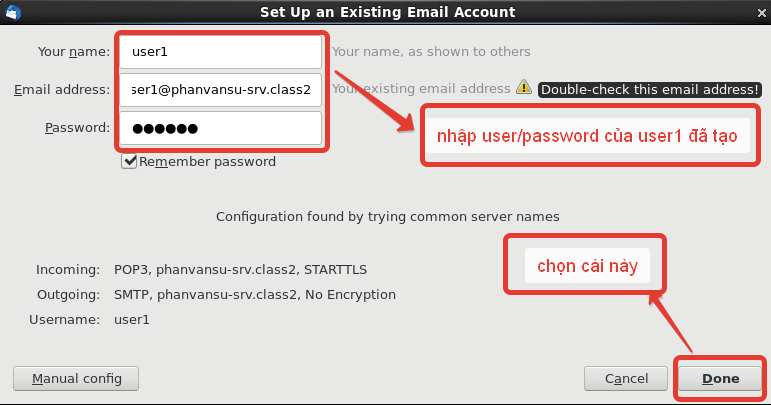 Set Up an Existing Email Account
Your name: user1 Your name, as shown to others
Email address: ser1@phanvansu-srv.class2 Your existing email address Double-check this email address!
Password: ●●●●●●
nhập user/password của user1 đã tạo
Remember password
Configuration found by trying common server names
chọn cái này
Incoming: POP3, phanvansu-srv.class2, STARTTLS
Outgoing: SMTP, phanvansu-srv.class2, No Encryption
Username: user1
Manual config Cancel Done